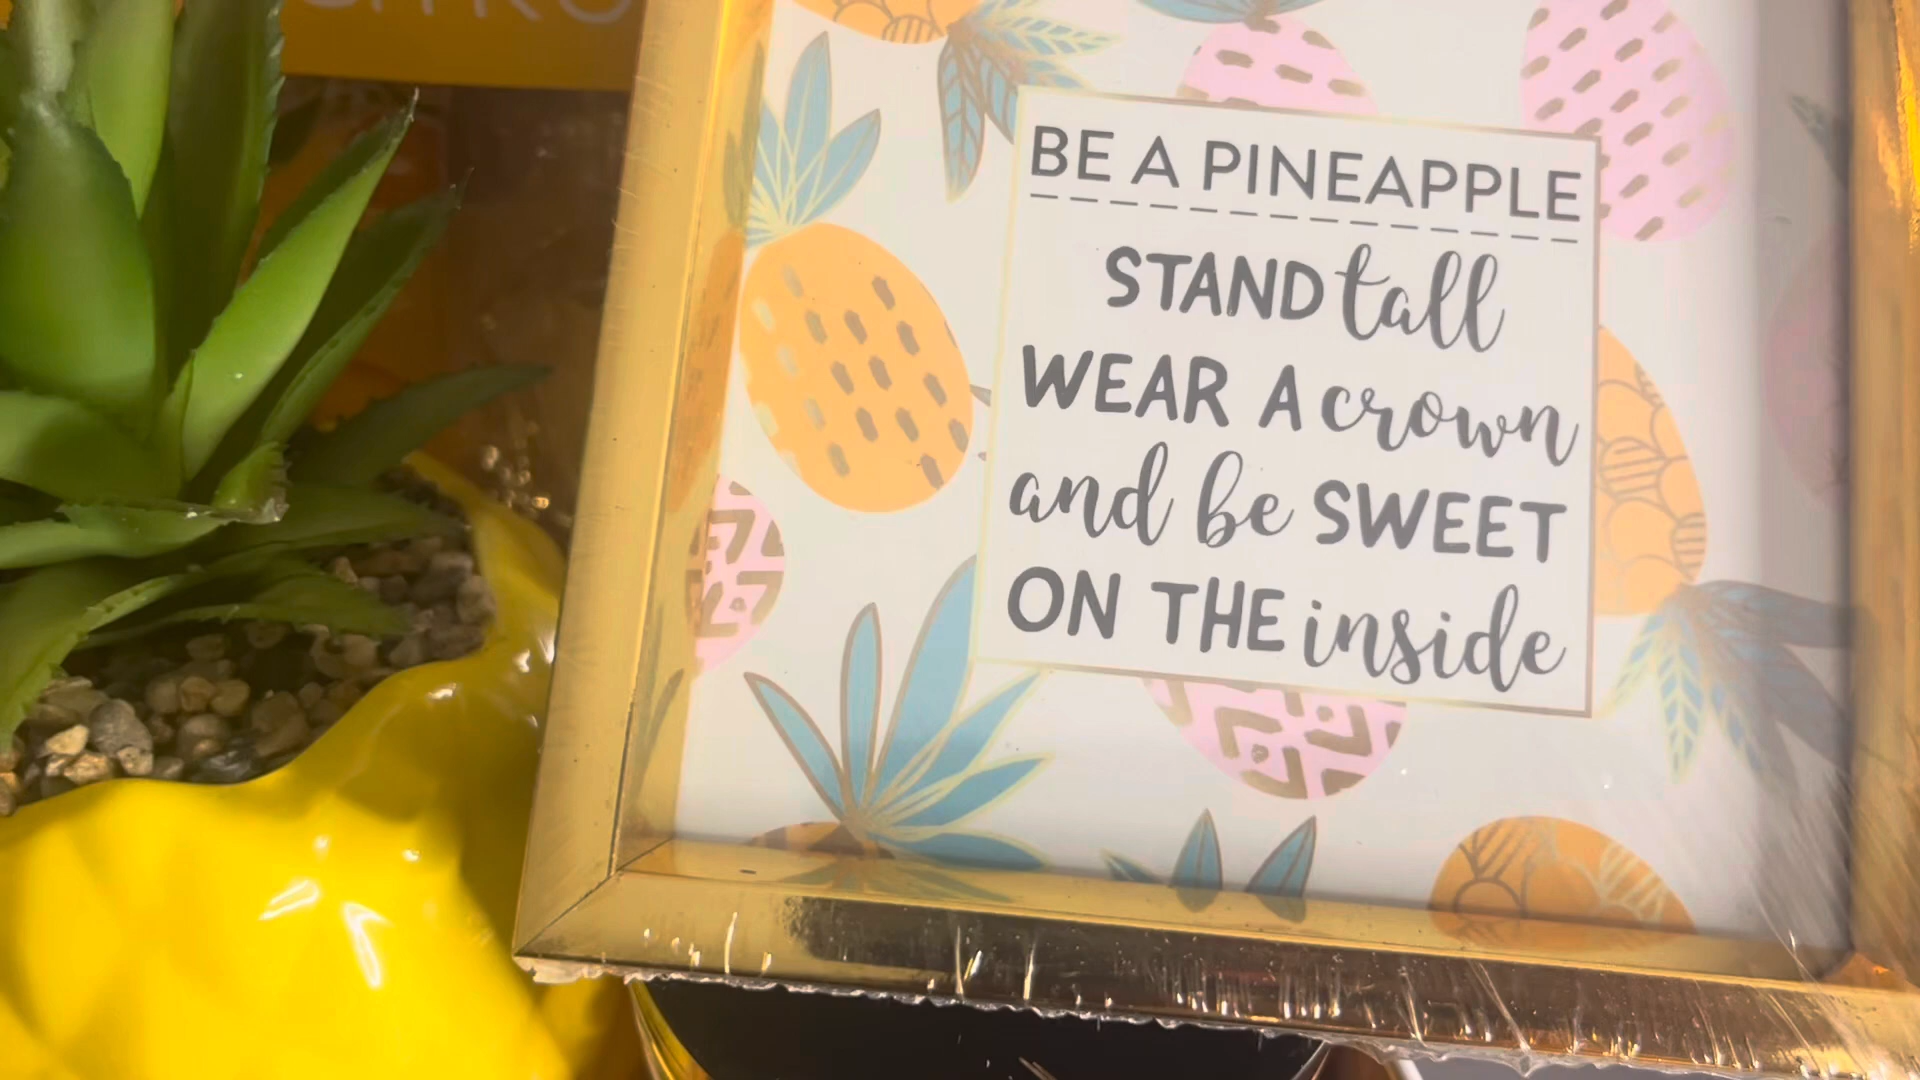 BE A PINEAPPLE
STAND tall
WEAR A crown
and be SWEET
ON THE inside